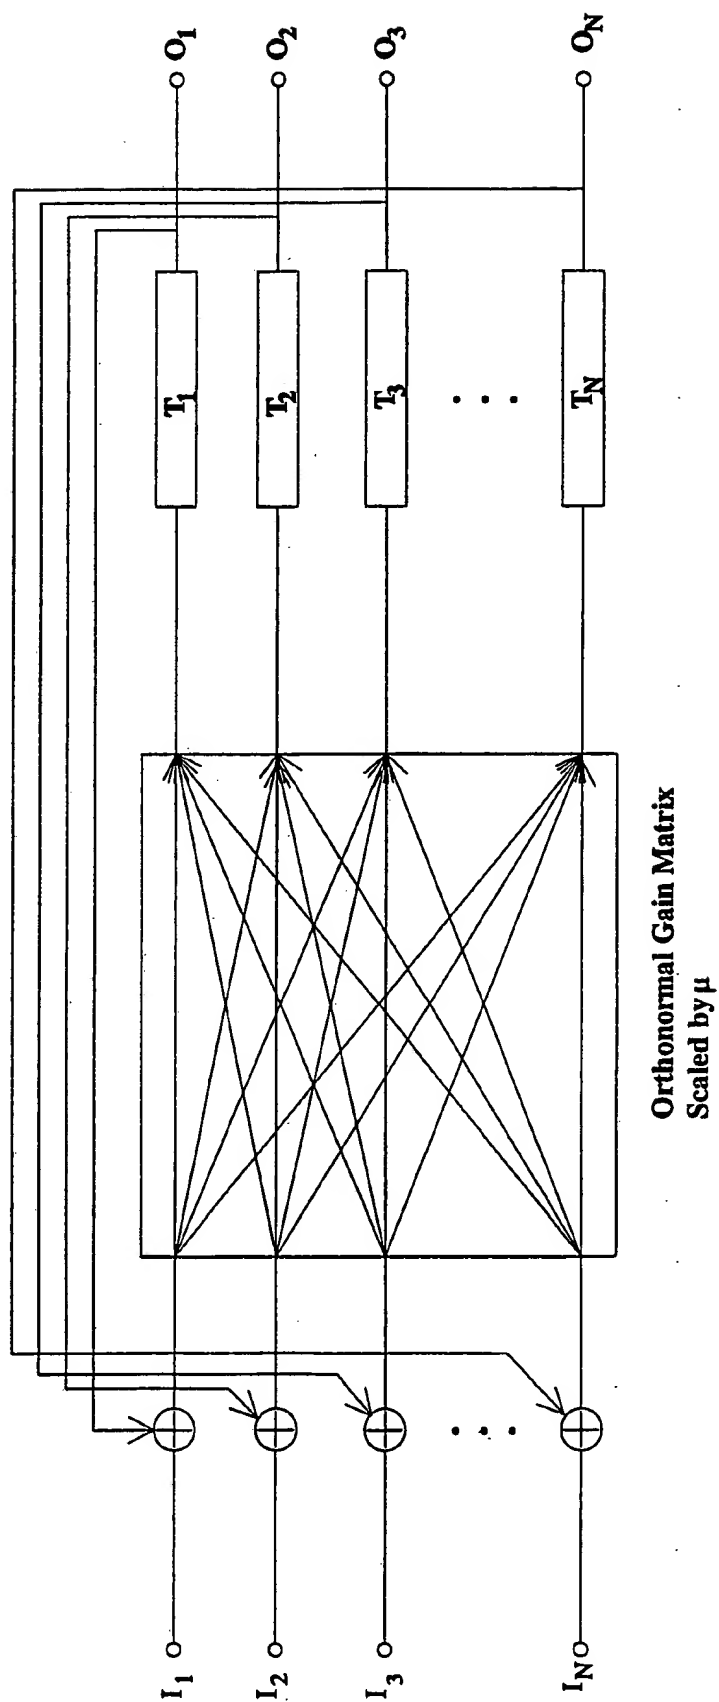 I1
I2
I3
IN
Orthonormal Gain Matrix
Scaled by μ
T1
T2
T3
TN
O1
O2
O3
ON